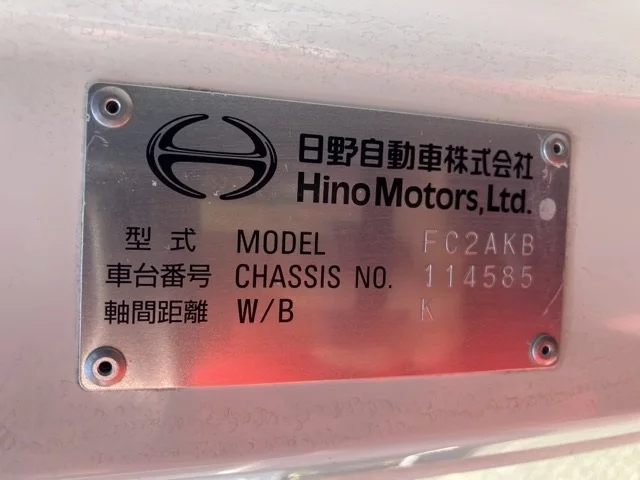 日野自動車株式会社
Hino Motors, Ltd.
型式 MODEL FC2AKB
車台番号 CHASSIS NO. 114585
軸間距離 W/B K